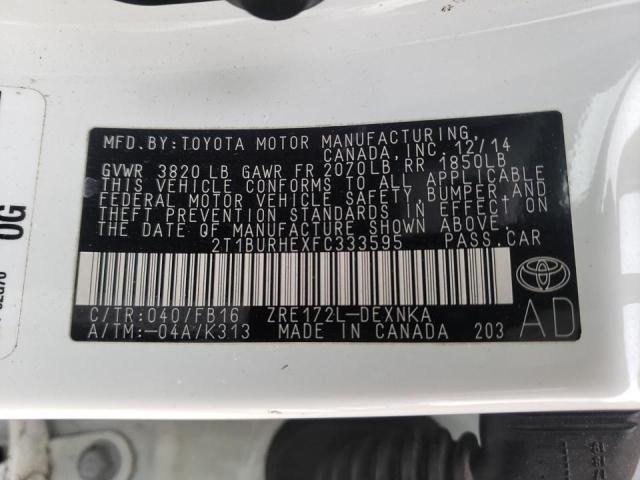 MFD.BY:TOYOTA MOTOR MANUFACTURING,
CANADA, INC. 12/14
GVWR 3820 LB GAWR FR 2070LB RR 1850LB
THIS VEHICLE CONFORMS TO ALL APPLICABLE
FEDERAL MOTOR VEHICLE SAFETY, BUMPER, AND
THEFT PREVENTION STANDARDS IN EFFECT ON
THE DATE OF MANUFACTURE SHOWN ABOVE.
2T1BURHEXFC333595 PASS.CAR
C/TR:040/FB16 ZRE172L-DEXNKA
A/TM:-04A/K313 MADE IN CANADA 203
AD
OG